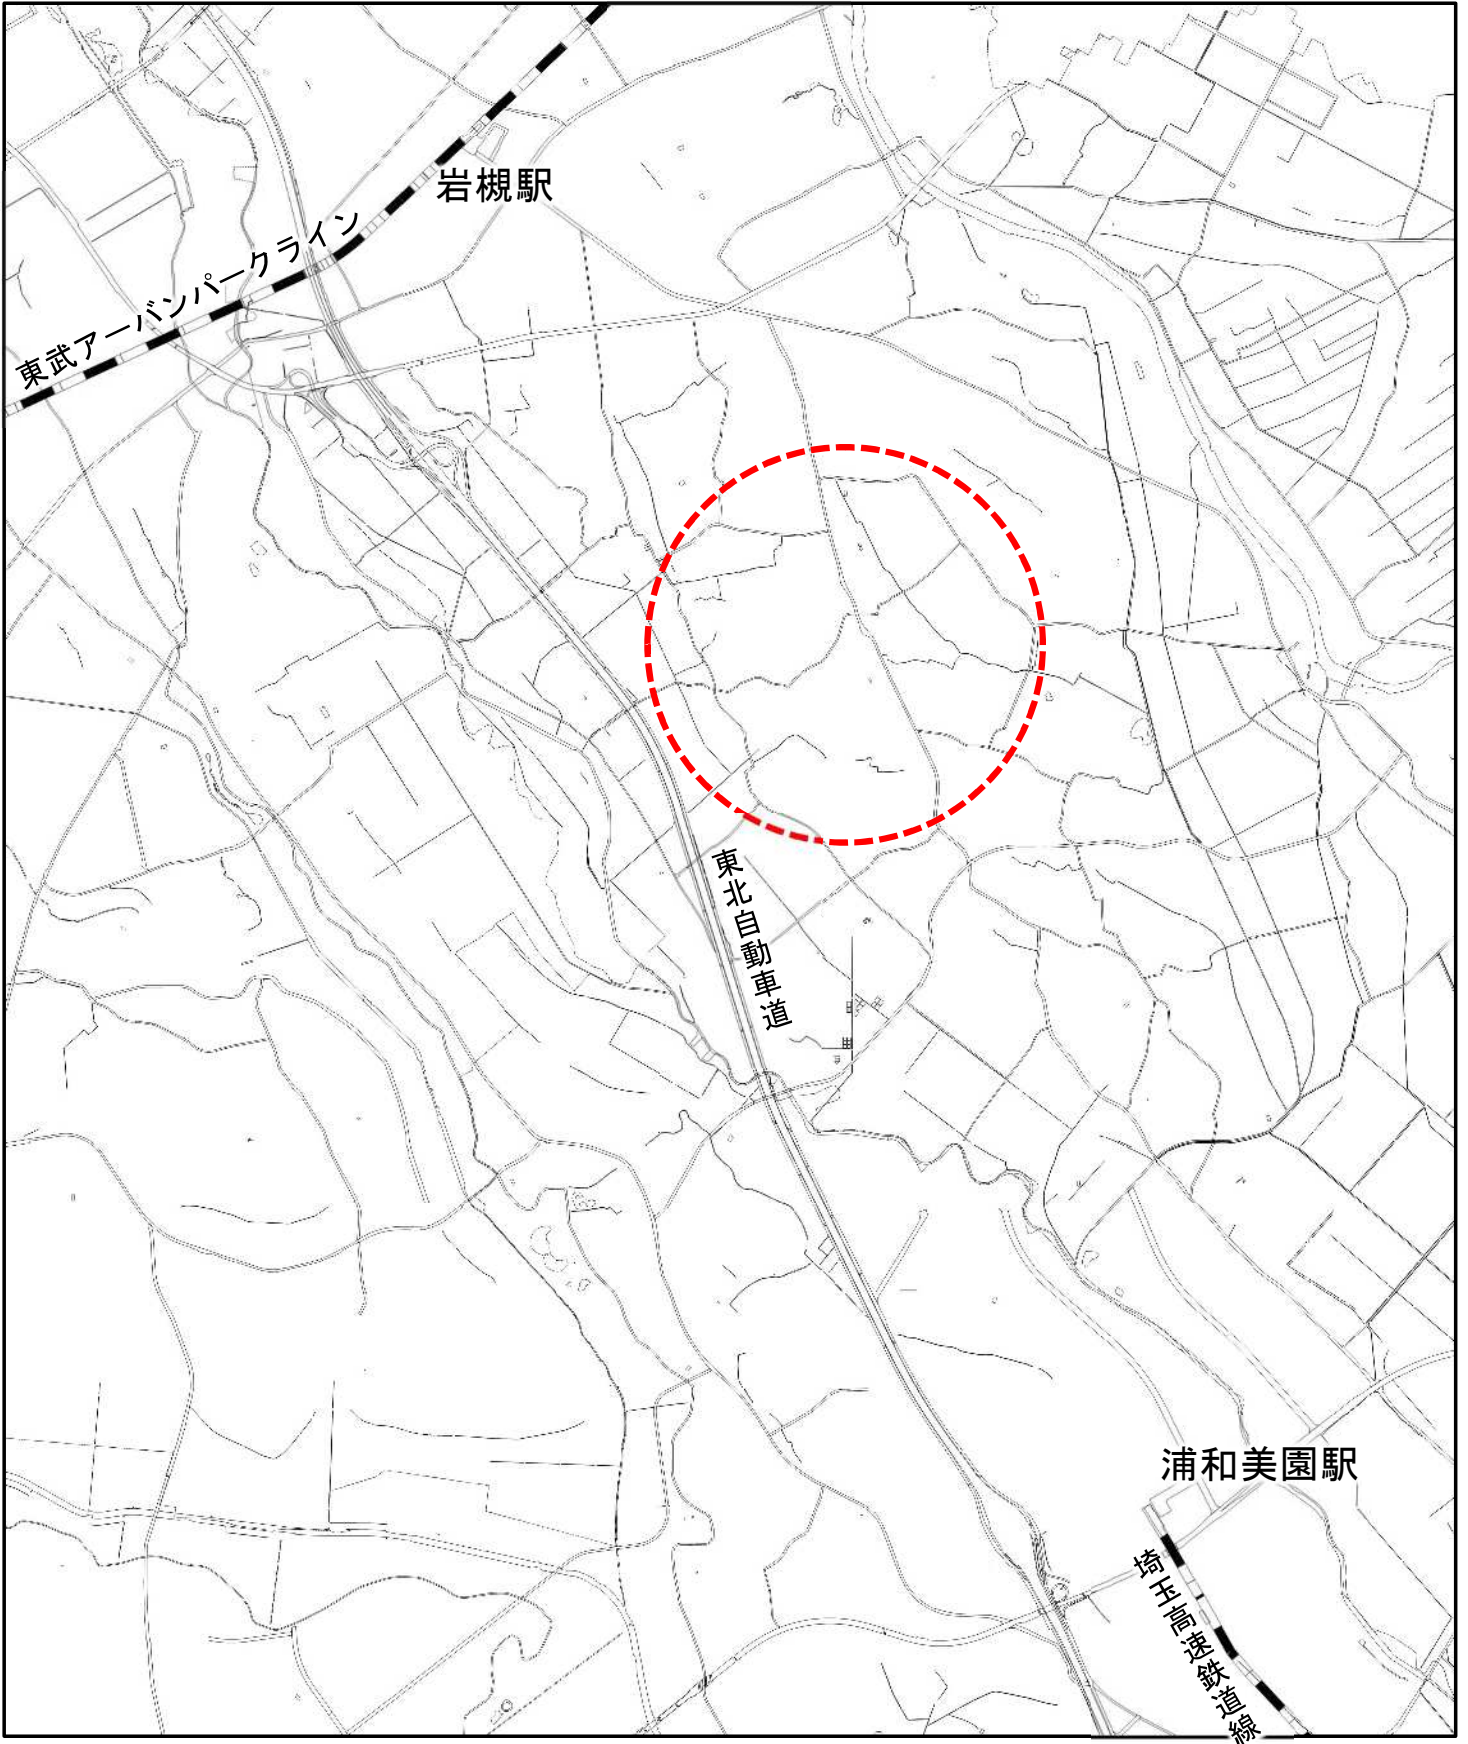 岩槻駅
東武アーバンパークライン
東北自動車道
浦和美園駅
埼玉高速鉄道線